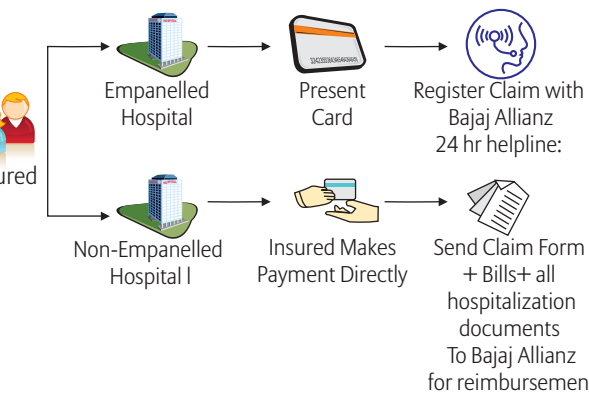 Empanelled
Hospital
Present
Card
Register Claim with
Bajaj Allianz
24 hr helpline:
ured
Non-Empanelled
Hospital l
Insured Makes
Payment Directly
Send Claim Form
+ Bills+ all
hospitalization
documents
To Bajaj Allianz
for reimbursemen